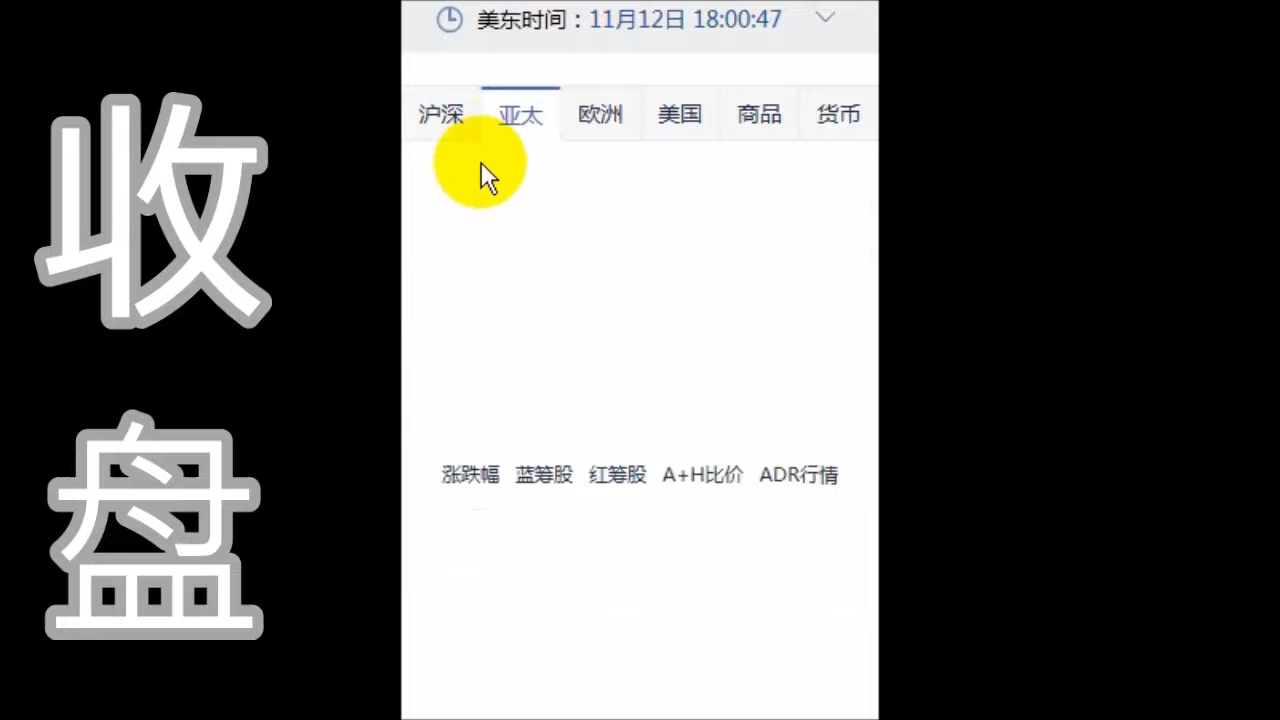 收盘
美东时间：11月12日 18:00:47
沪深 亚太 欧洲 美国 商品 货币
涨跌幅 蓝筹股 红筹股 A+H比价 ADR行情